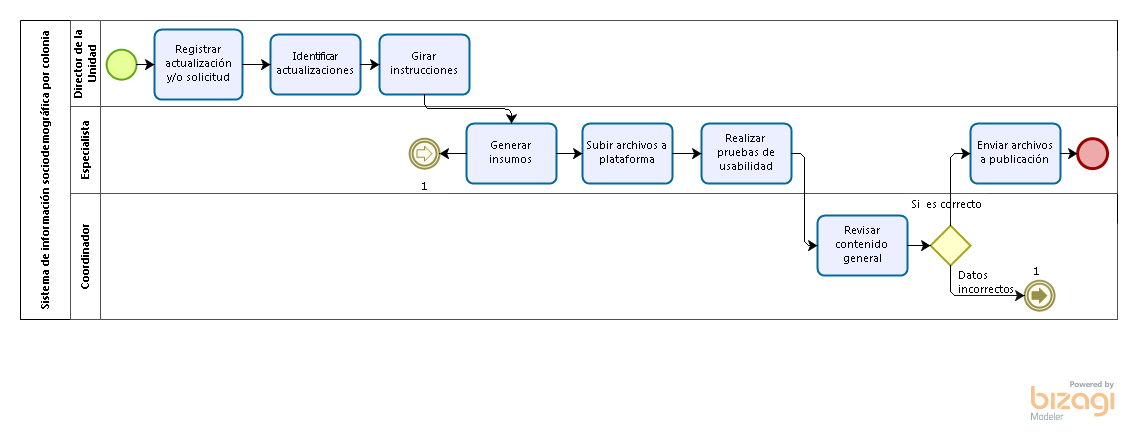 Sistema de información sociodemográfica por colonia
Director de la
Unidad
Registrar
actualización
y/o solicitud
Identificar
actualizaciones
Girar
instrucciones
Especialista
1
Generar
insumos
Subir archivos a
plataforma
Realizar
pruebas de
usabilidad
Enviar archivos
a publicación
Coordinador
Revisar
contenido
general
Si es correcto
Datos
incorrectos
1
Powered by
bizagi
Modeler